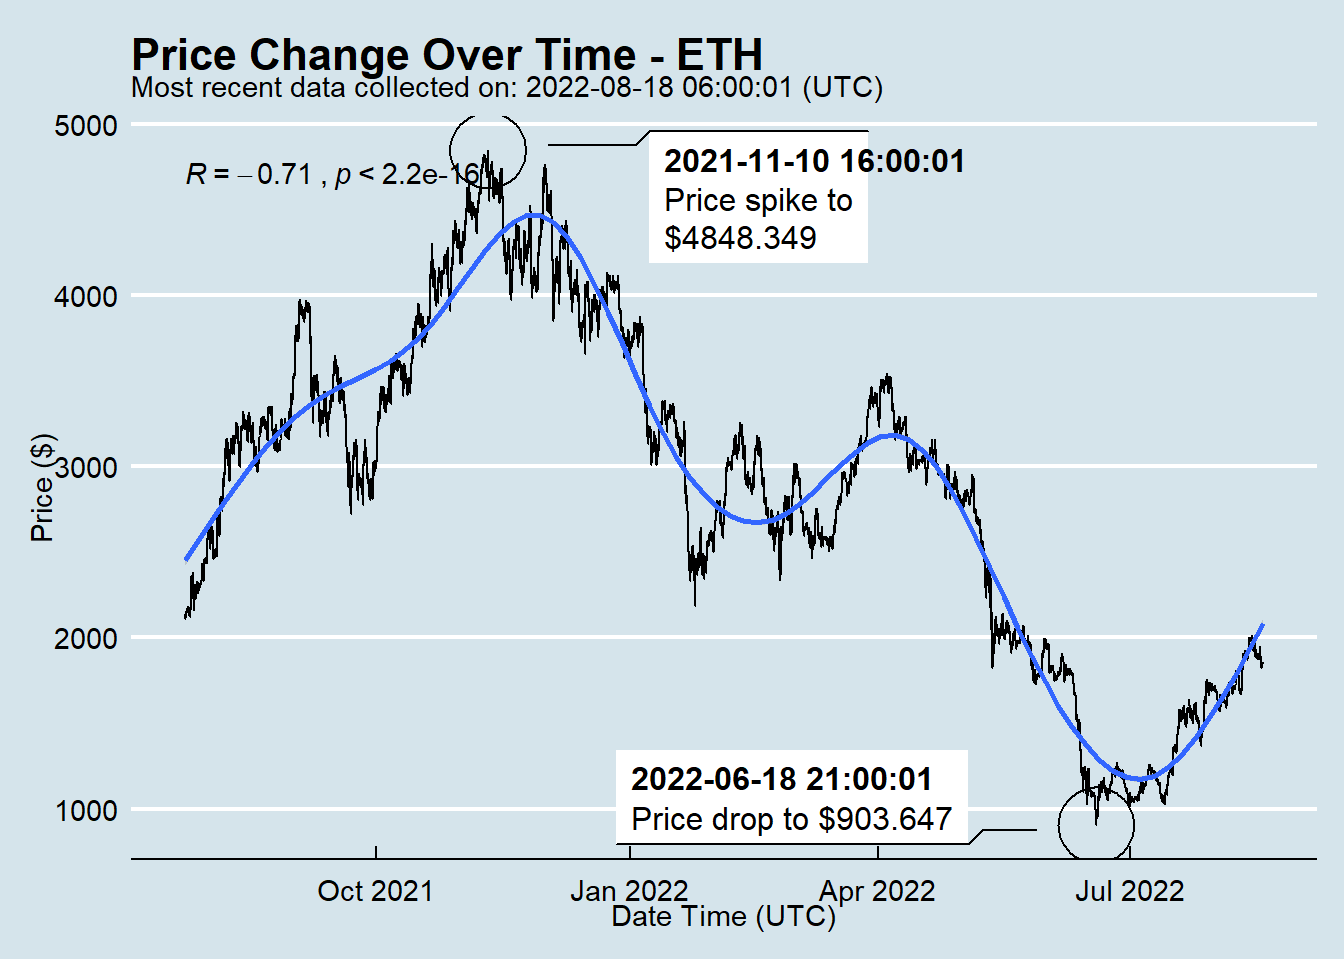 Price Change Over Time - ETH
Most recent data collected on: 2022-08-18 06:00:01 (UTC)
R = −0.71 , p < 2.2e-16
2021-11-10 16:00:01
Price spike to
$4848.349
5000
4000
3000
2000
1000
Price ($)
2022-06-18 21:00:01
Price drop to $903.647
Oct 2021
Jan 2022
Apr 2022
Jul 2022
Date Time (UTC)